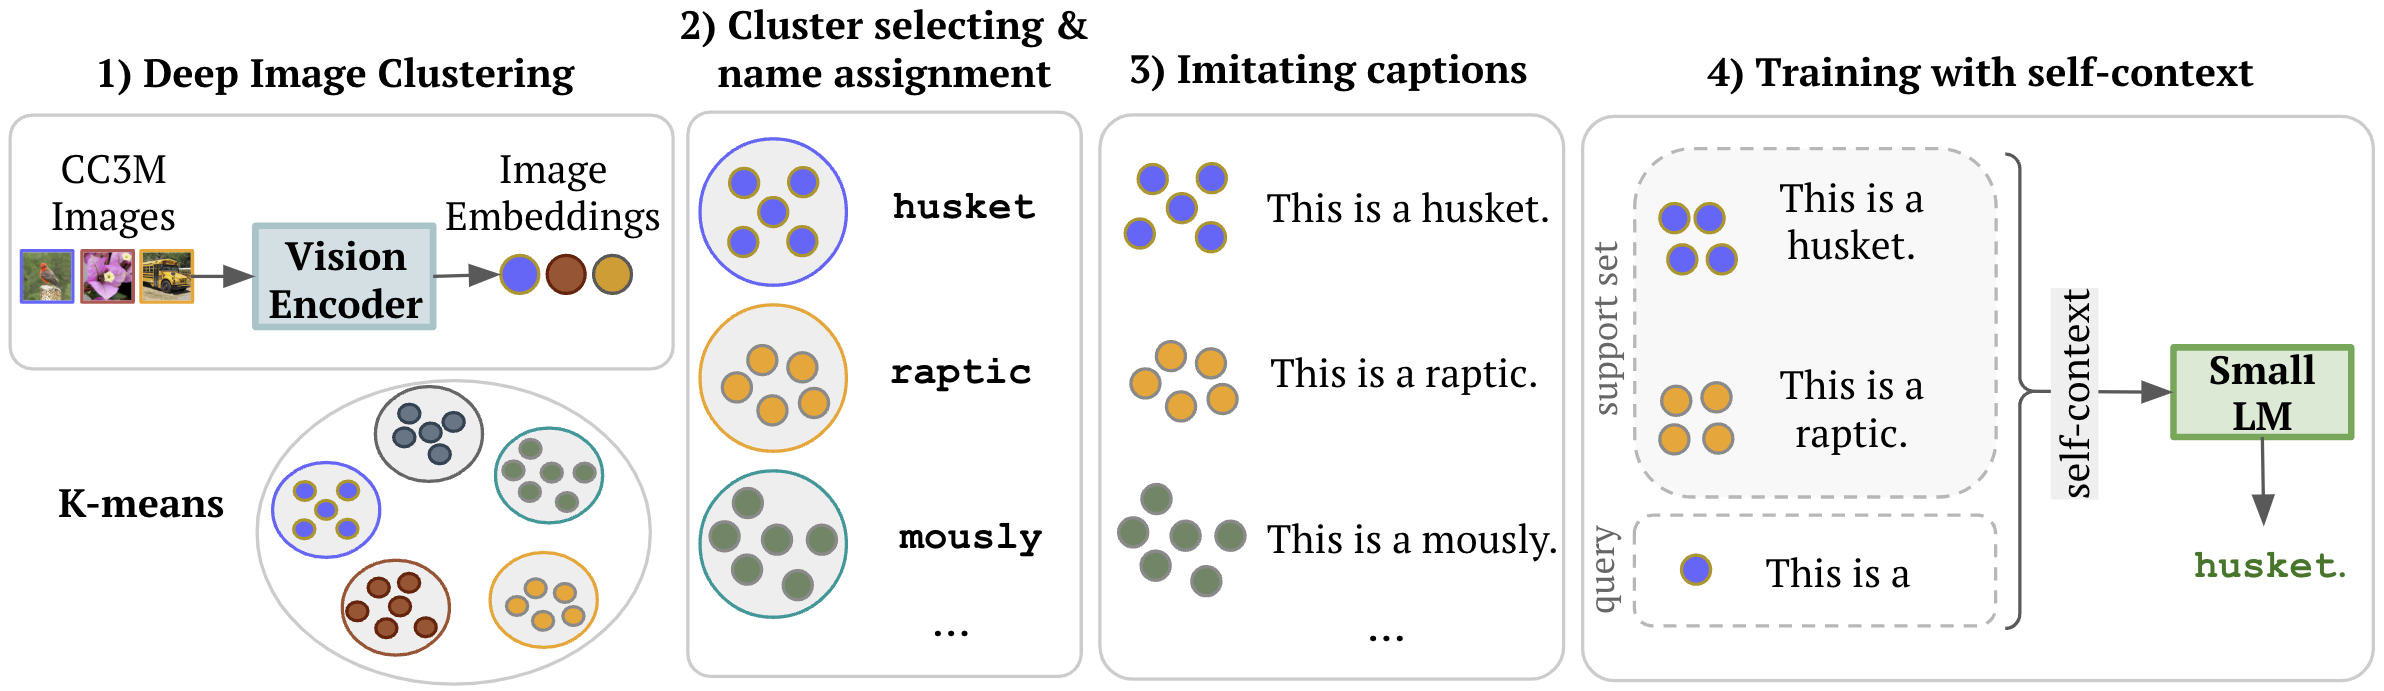 1) Deep Image Clustering
CC3M
Images
Vision
Encoder
Image
Embeddings
K-means
2) Cluster selecting &
name assignment
husket
raptic
mously
...
3) Imitating captions
This is a husket.
This is a raptic.
This is a mously.
...
4) Training with self-context
support set
This is a
husket.
This is a
raptic.
query
This is a
self-context
Small
LM
husket.